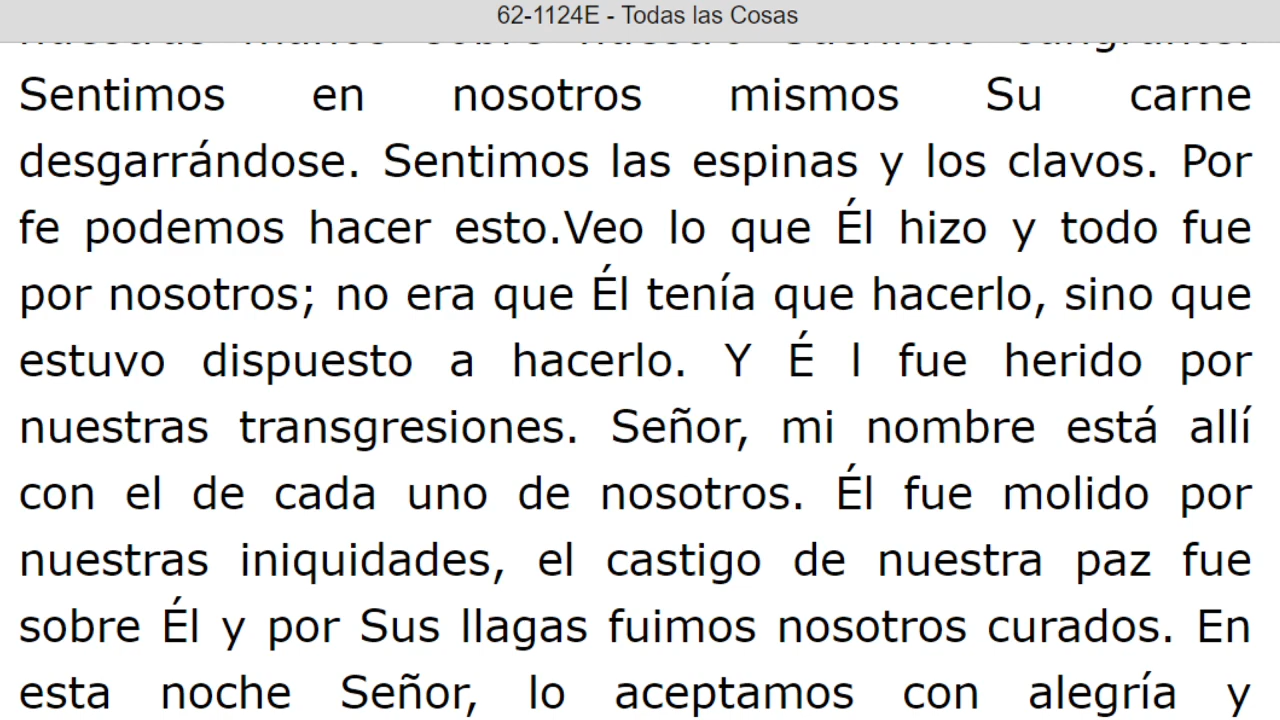 62-1124E - Todas las Cosas
Sentimos en nosotros mismos Su carne
desgarrándose. Sentimos las espinas y los clavos. Por
fe podemos hacer esto.Veo lo que Él hizo y todo fue
por nosotros; no era que Él tenía que hacerlo, sino que
estuvo dispuesto a hacerlo. Y É l fue herido por
nuestras transgresiones. Señor, mi nombre está allí
con el de cada uno de nosotros. Él fue molido por
nuestras iniquidades, el castigo de nuestra paz fue
sobre Él y por Sus llagas fuimos nosotros curados. En
esta noche Señor, lo aceptamos con alegría y